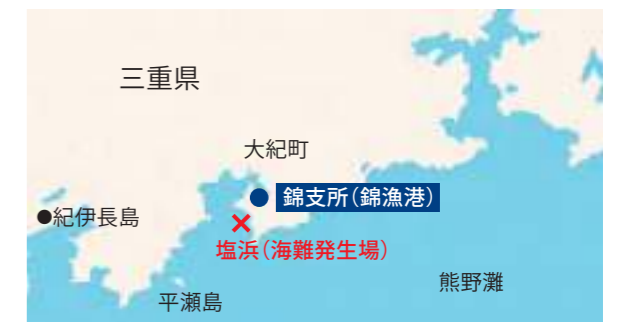 三重県
大紀町
錦支所（錦漁港）
紀伊長島
塩浜（海難発生場）
熊野灘
平瀬島